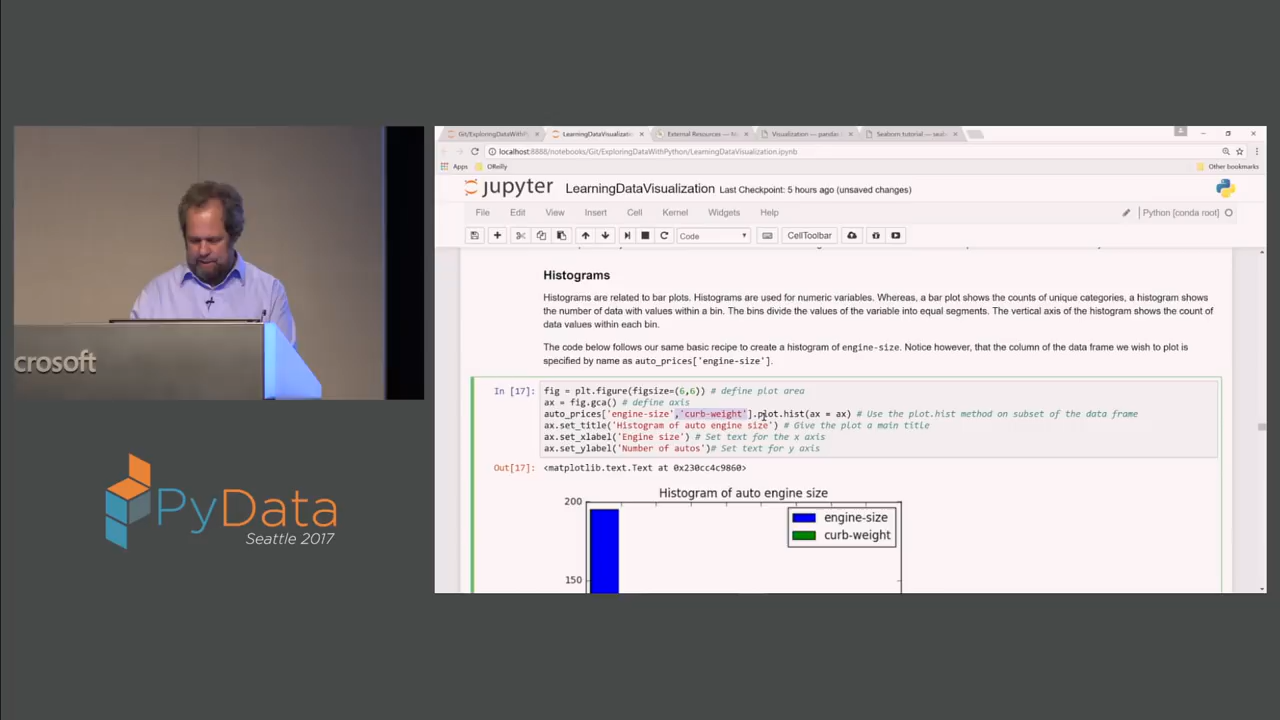 crosoft
PyData
Seattle 2017
Git/ExploringDataWithPy
LearningDataVisualization
External Resources — M
Visualization — pandas
Seaborn tutorial — seab
localhost:8888/notebooks/Git/ExploringDataWithPython/LearningDataVisualization.ipynb
Apps
OReilly
Other bookmarks
jupyter
LearningDataVisualization Last Checkpoint: 5 hours ago (unsaved changes)
File Edit View Insert Cell Kernel Widgets Help
Python [conda root]
Code
CellToolbar
Histograms
Histograms are related to bar plots. Histograms are used for numeric variables. Whereas, a bar plot shows the counts of unique categories, a histogram shows
the number of data with values within a bin. The bins divide the values of the variable into equal segments. The vertical axis of the histogram shows the count of
data values within each bin.
The code below follows our same basic recipe to create a histogram of engine-size. Notice however, that the column of the data frame we wish to plot is
specified by name as auto_prices['engine-size'].
In [17]:
fig = plt.figure(figsize=(6,6)) # define plot area
ax = fig.gca() # define axis
auto_prices['engine-size','curb-weight'].plot.hist(ax = ax) # Use the plot.hist method on subset of the data frame
ax.set_title('Histogram of auto engine size') # Give the plot a main title
ax.set_xlabel('Engine size') # Set text for the x axis
ax.set_ylabel('Number of autos')# Set text for y axis
Out[17]: <matplotlib.text.Text at 0x230cc4c9860>
Histogram of auto engine size
200
engine-size
curb-weight
150